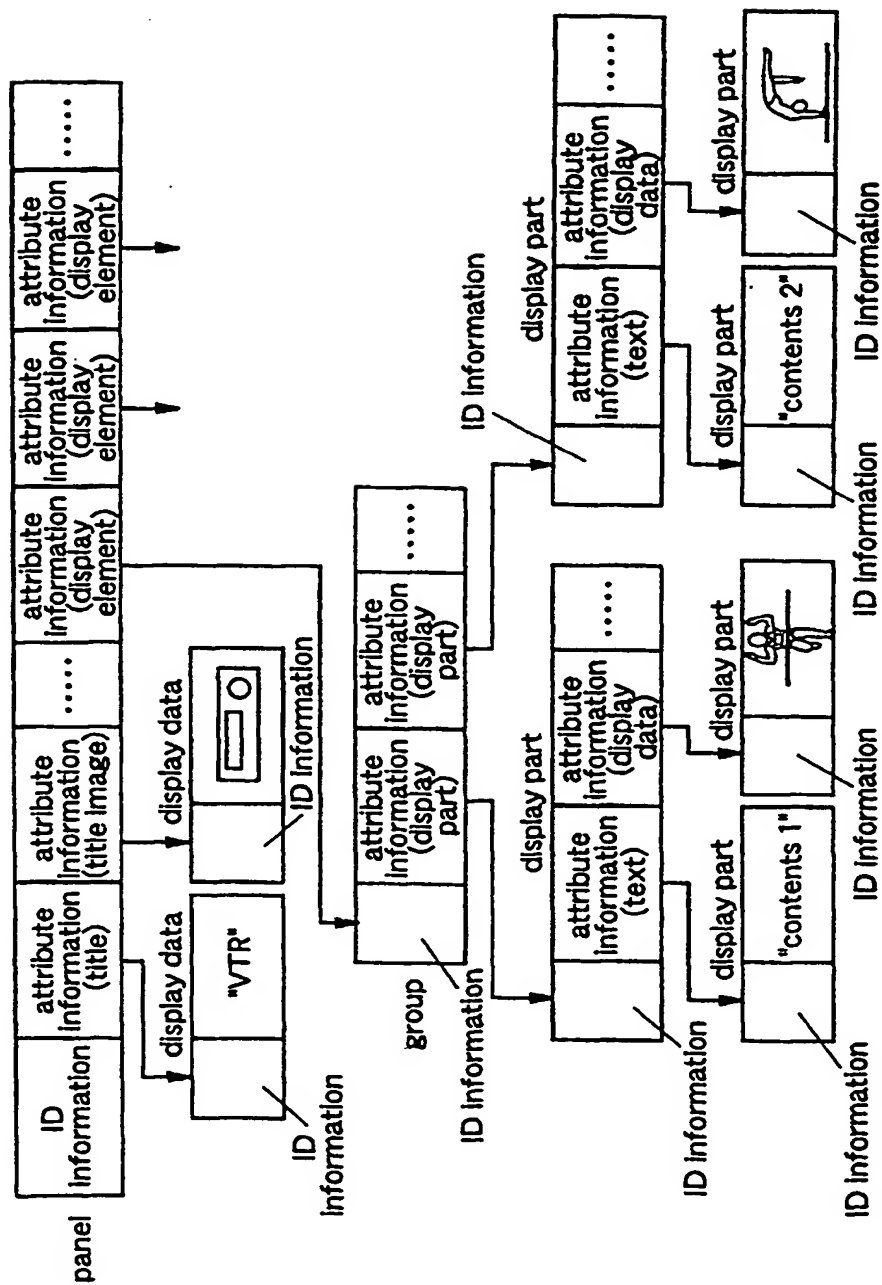 panel
ID
information
attribute
information
(title)
attribute
information
(title image)
.....
attribute
information
(display
element)
attribute
information
(display
element)
attribute
information
(display
element)
.....
display data
"VTR"
ID
information
display data
ID information
group
ID information
attribute
information
(display
part)
attribute
information
(display
part)
.....
display part
ID information
attribute
information
(text)
attribute
information
(display
data)
.....
display part
ID information
attribute
information
(text)
attribute
information
(display
data)
.....
display part
"contents 1"
ID information
display part
ID information
display part
"contents 2"
ID information
display part
ID information